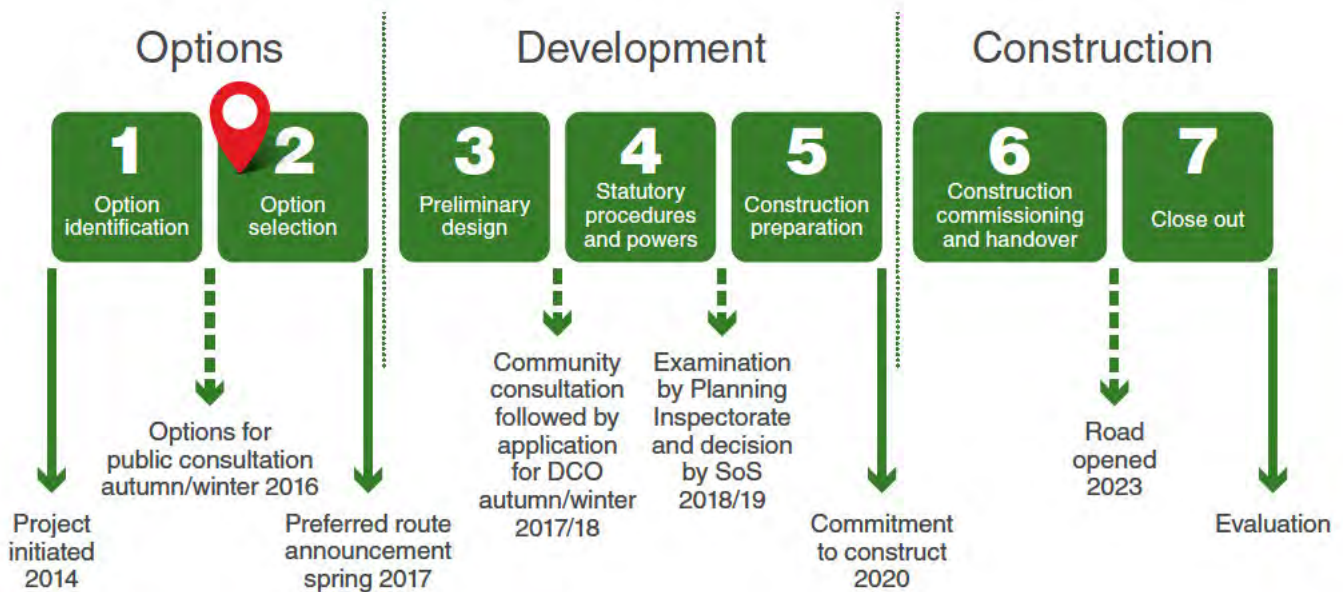 Options
Development
Construction
1
Option
identification
2
Option
selection
3
Preliminary
design
4
Statutory
procedures
and powers
5
Construction
preparation
6
Construction
commissioning
and handover
7
Close out
Project
initiated
2014
Options for
public consultation
autumn/winter 2016
Preferred route
announcement
spring 2017
Community
consultation
followed by
application
for DCO
autumn/winter
2017/18
Examination
by Planning
Inspectorate
and decision
by SoS
2018/19
Commitment
to construct
2020
Road
opened
2023
Evaluation